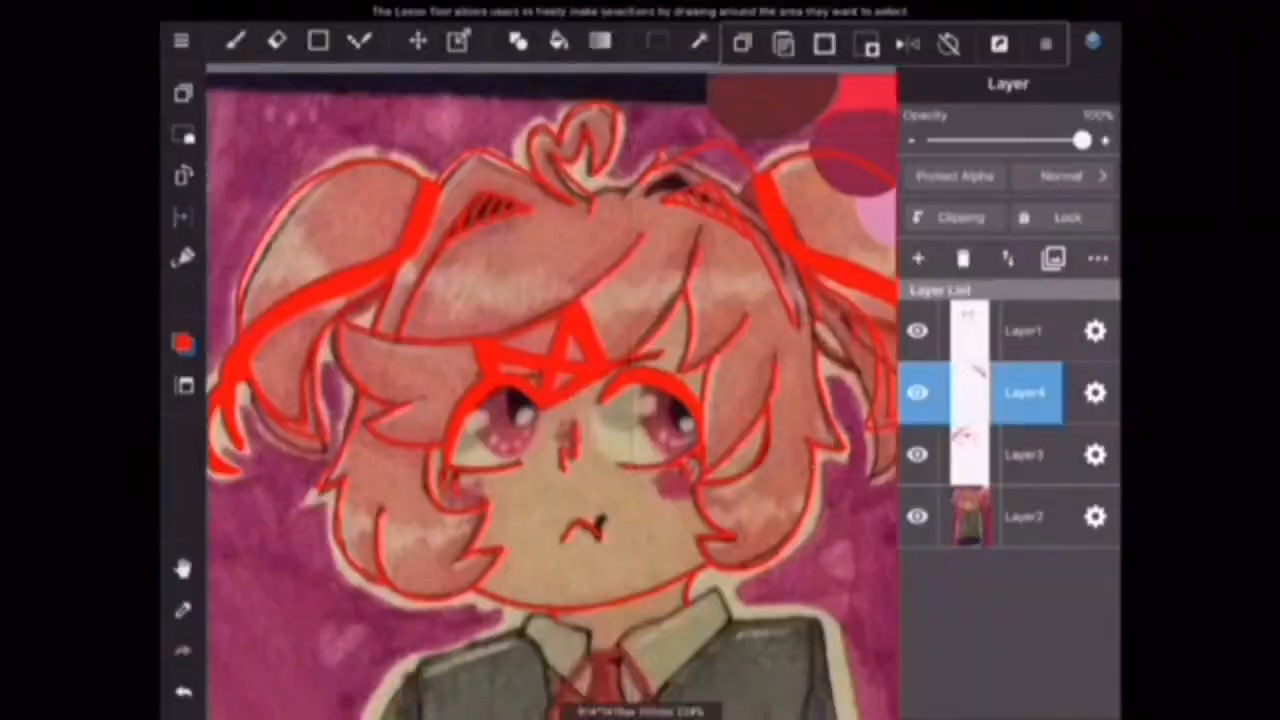 The Lasso Tool allows users to freely make selections by drawing around the area they want to select.
Layer
Opacity 100%
Protect Alpha Normal
Clipping Lock
Layer List
Layer1
Layer4
Layer3
Layer2